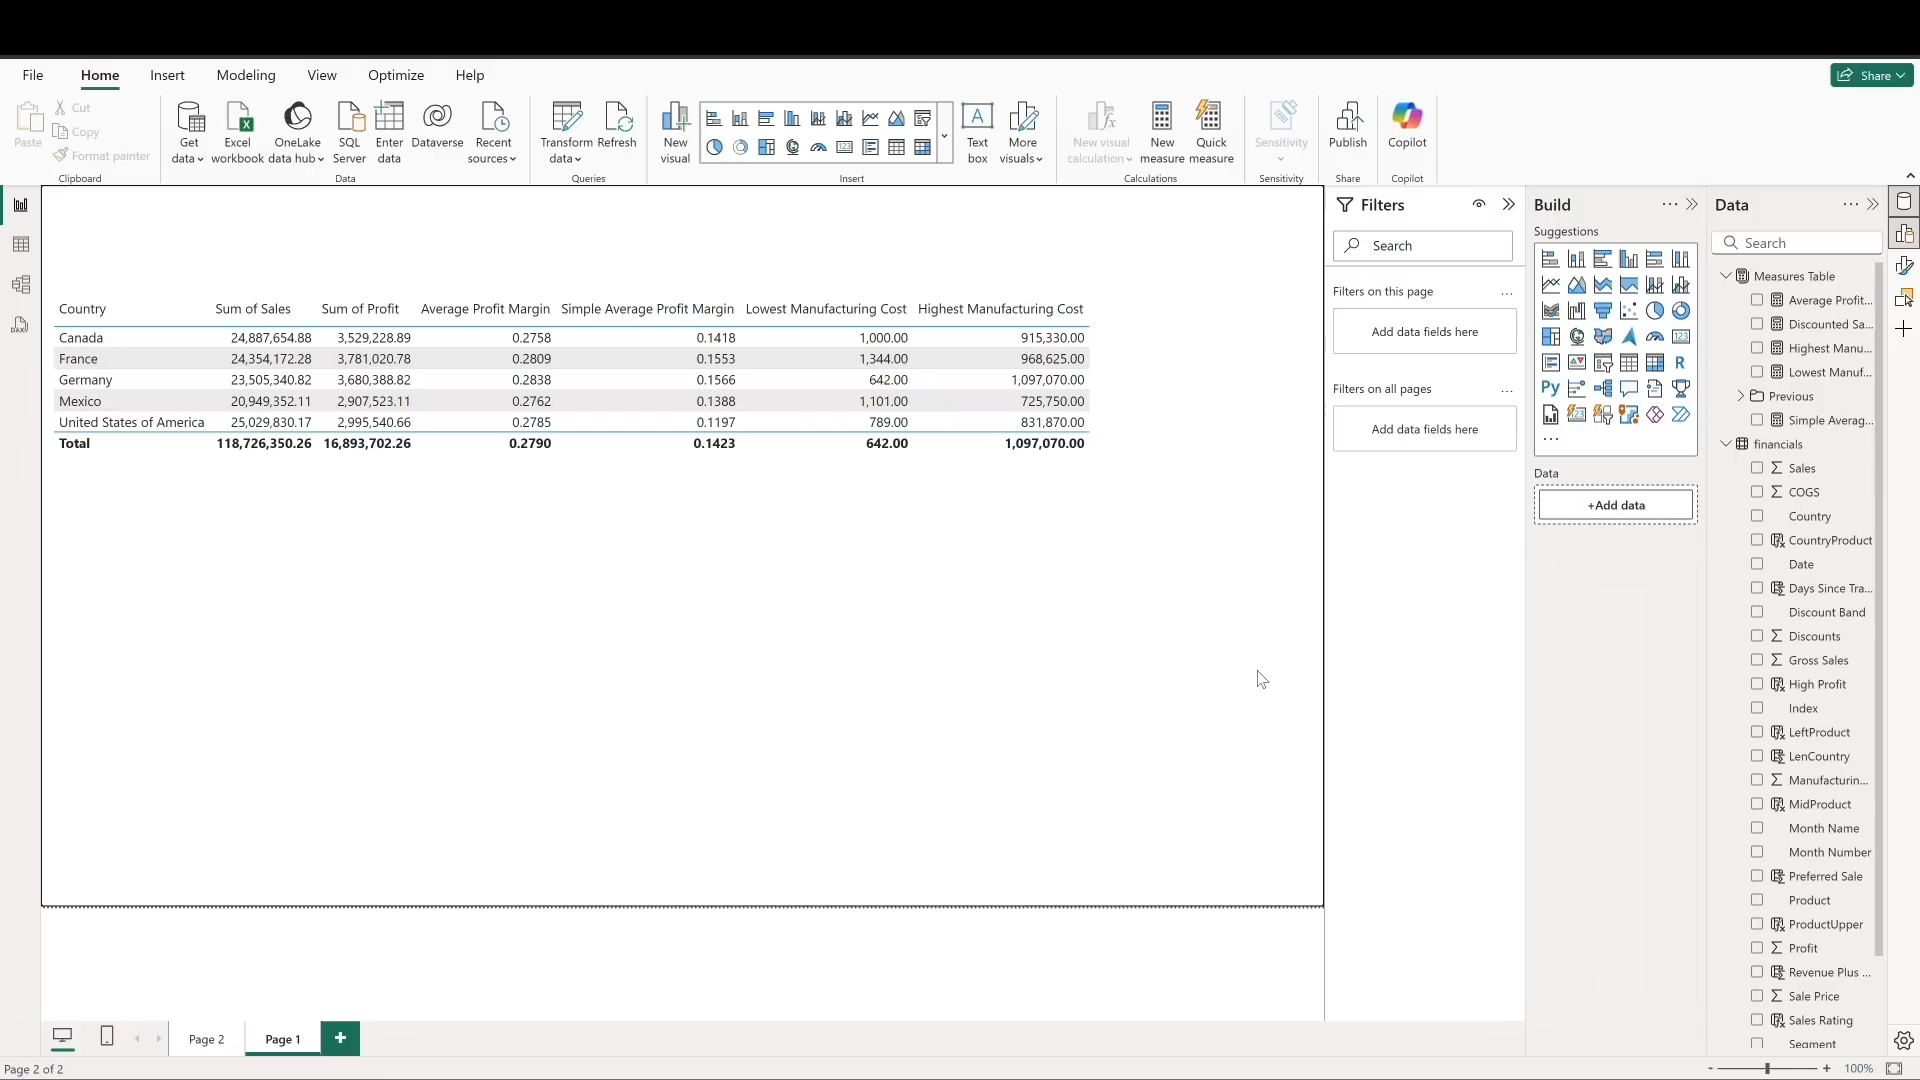 File Home Insert Modeling View Optimize Help
Share
Paste
Cut
Copy
Format painter
Clipboard
Get data
Excel workbook
OneLake data hub
SQL Server
Enter data
Dataverse
Recent sources
Data
Transform data
Refresh
Queries
New visual
Text box
More visuals
Insert
New visual calculation
New measure
Quick measure
Calculations
Sensitivity
Sensitivity
Publish
Share
Copilot
Copilot
Country Sum of Sales Sum of Profit Average Profit Margin Simple Average Profit Margin Lowest Manufacturing Cost Highest Manufacturing Cost
Canada 24,887,654.88 3,529,228.89 0.2758 0.1418 1,000.00 915,330.00
France 24,354,172.28 3,781,020.78 0.2809 0.1553 1,344.00 968,625.00
Germany 23,505,340.82 3,680,388.82 0.2838 0.1566 642.00 1,097,070.00
Mexico 20,949,352.11 2,907,523.11 0.2762 0.1388 1,101.00 725,750.00
United States of America 25,029,830.17 2,995,540.66 0.2785 0.1197 789.00 831,870.00
Total 118,726,350.26 16,893,702.26 0.2790 0.1423 642.00 1,097,070.00
Filters
Search
Filters on this page ...
Add data fields here
Filters on all pages ...
Add data fields here
Build ...
Suggestions
R
Py
...
Data
+Add data
Data ...
Search
Measures Table
Average Profit...
Discounted Sa...
Highest Manu...
Lowest Manuf...
Previous
Simple Averag...
financials
Sales
COGS
Country
CountryProduct
Date
Days Since Tra...
Discount Band
Discounts
Gross Sales
High Profit
Index
LeftProduct
LenCountry
Manufacturin...
MidProduct
Month Name
Month Number
Preferred Sale
Product
ProductUpper
Profit
Revenue Plus ...
Sale Price
Sales Rating
Segment
Page 2 Page 1 +
Page 2 of 2
- + 100%